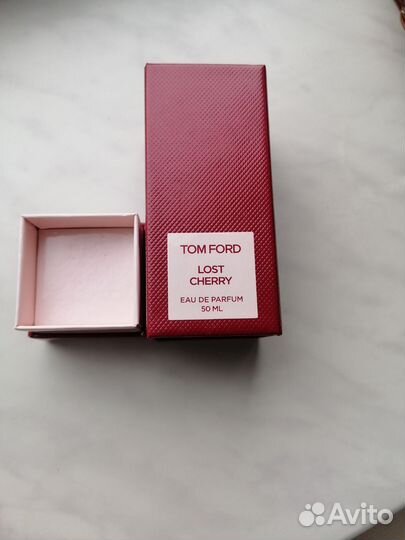 TOM FORD
LOST
CHERRY
EAU DE PARFUM
50 ML
Avito